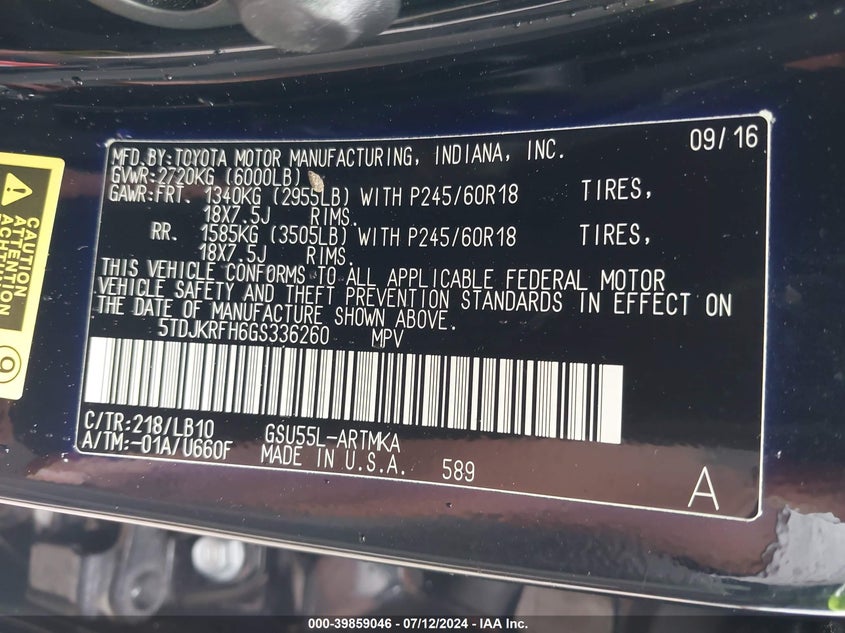 09/16
MFD.BY:TOYOTA MOTOR MANUFACTURING, INDIANA, INC.
GVWR:2720KG (6000LB)
GAWR:FRT. 1340KG (2955LB) WITH P245/60R18 TIRES,
18X7.5J RIMS.
RR. 1585KG (3505LB) WITH P245/60R18 TIRES,
18X7.5J RIMS.
THIS VEHICLE CONFORMS TO ALL APPLICABLE FEDERAL MOTOR
VEHICLE SAFETY AND THEFT PREVENTION STANDARDS IN EFFECT ON
THE DATE OF MANUFACTURE SHOWN ABOVE.
5TDJKRFH6GS336260 MPV
C/TR:218/LB10 GSU55L-ARTMKA
A/TM:-01A/U660F MADE IN U.S.A. 589
A
CAUTION
ATTENTION
ACHTUNG
000-39859046 - 07/12/2024 - IAA Inc.